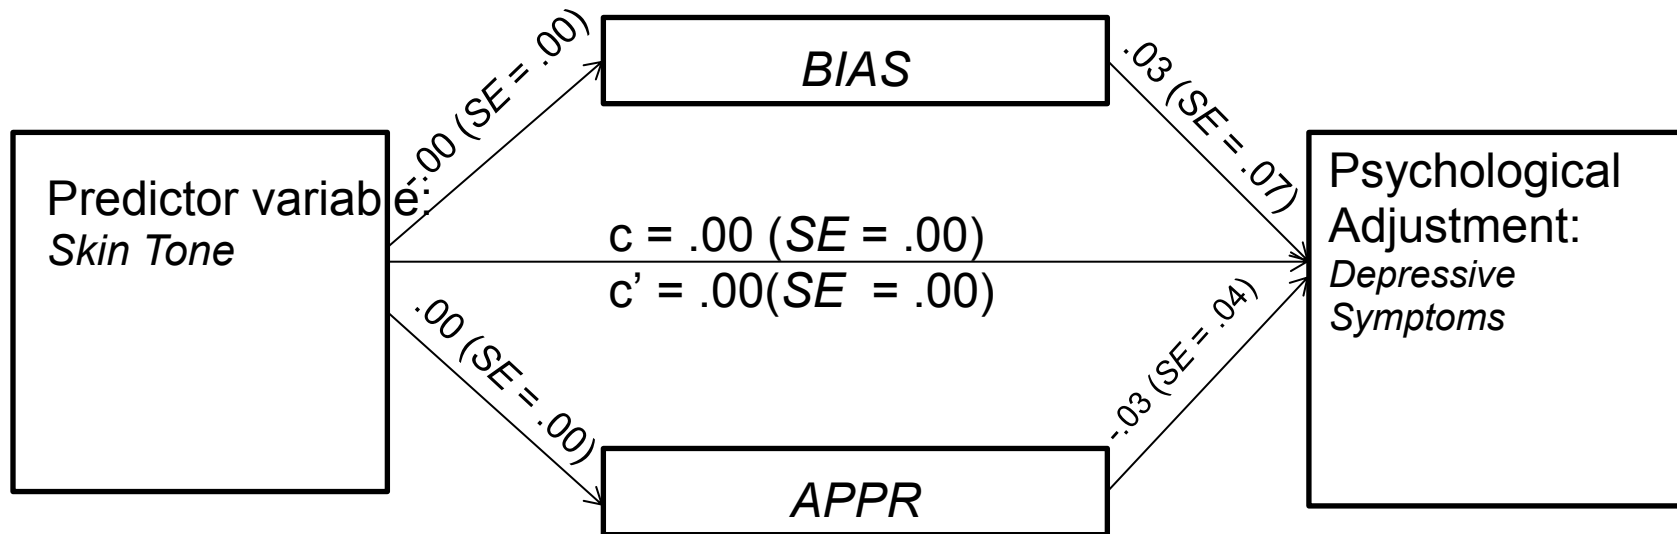 -.00 (SE = .00)
BIAS
.03 (SE = .07)
Predictor variable:
Skin Tone
c = .00 (SE = .00)
c’ = .00(SE = .00)
Psychological
Adjustment:
Depressive
Symptoms
.00 (SE = .00)
APPR
-.03 (SE = .04)